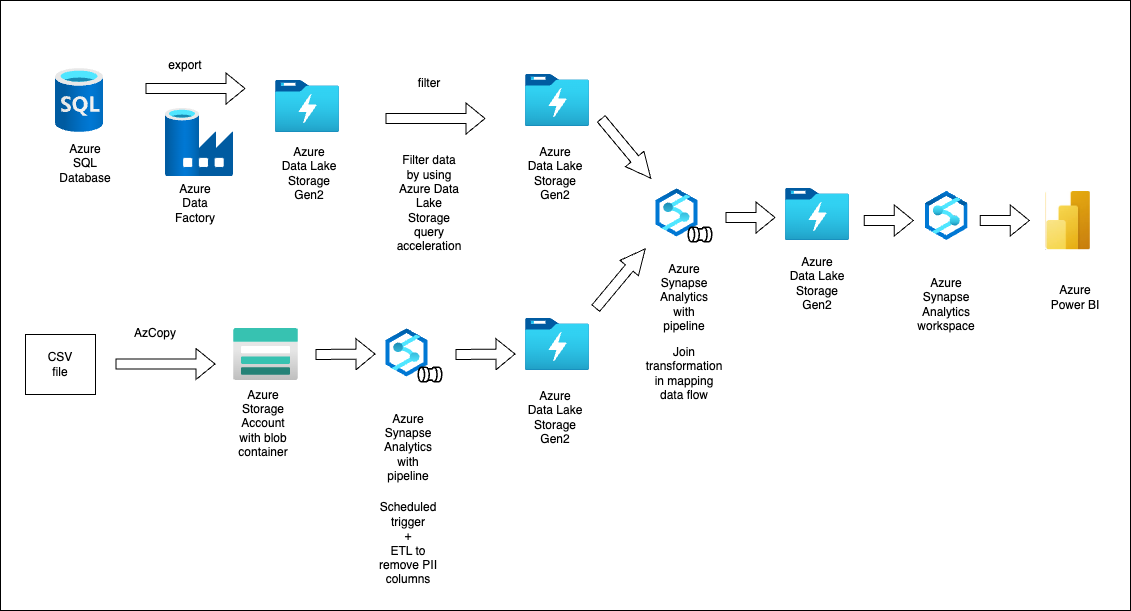 export
SQL
Azure
SQL
Database
Azure
Data
Factory
Azure
Data Lake
Storage
Gen2
filter
Filter data
by using
Azure Data
Lake
Storage
query
acceleration
Azure
Data Lake
Storage
Gen2
Azure
Synapse
Analytics
with
pipeline
Join
transformation
in mapping
data flow
Azure
Data Lake
Storage
Gen2
Azure
Synapse
Analytics
workspace
Azure
Power BI
CSV
file
AzCopy
Azure
Storage
Account
with blob
container
Azure
Synapse
Analytics
with
pipeline
Scheduled
trigger
+
ETL to
remove PII
columns
Azure
Data Lake
Storage
Gen2